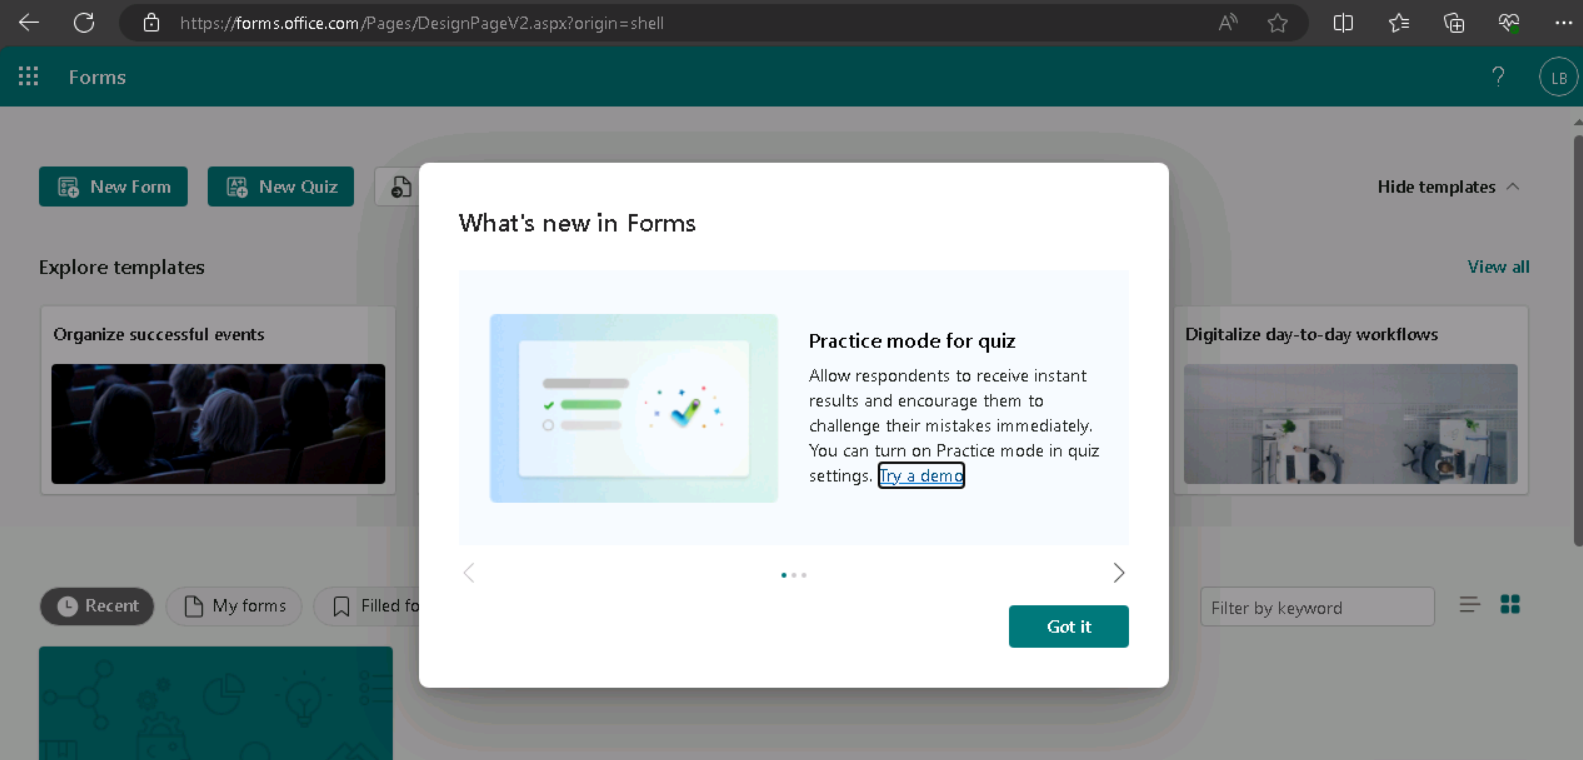 https://forms.office.com/Pages/DesignPageV2.aspx?origin=shell
Forms
?
LB
New Form
New Quiz
Hide templates
Explore templates
View all
Organize successful events
Digitalize day-to-day workflows
What's new in Forms
Practice mode for quiz
Allow respondents to receive instant
results and encourage them to
challenge their mistakes immediately.
You can turn on Practice mode in quiz
settings. Try a demo
Got it
Recent
My forms
Filled fo
Filter by keyword